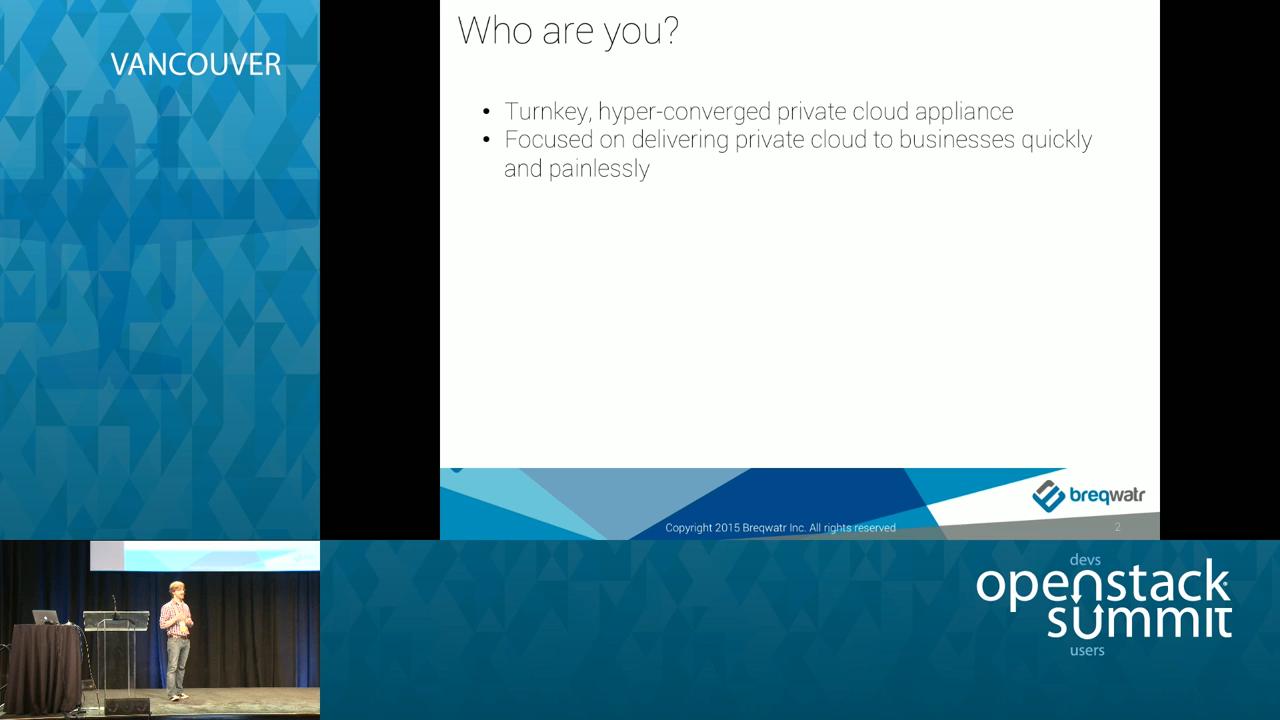 VANCOUVER
Who are you?
• Turnkey, hyper-converged private cloud appliance
• Focused on delivering private cloud to businesses quickly
and painlessly
breqwatr
Copyright 2015 Breqwatr Inc. All rights reserved
2
devs
openstack
summit
users